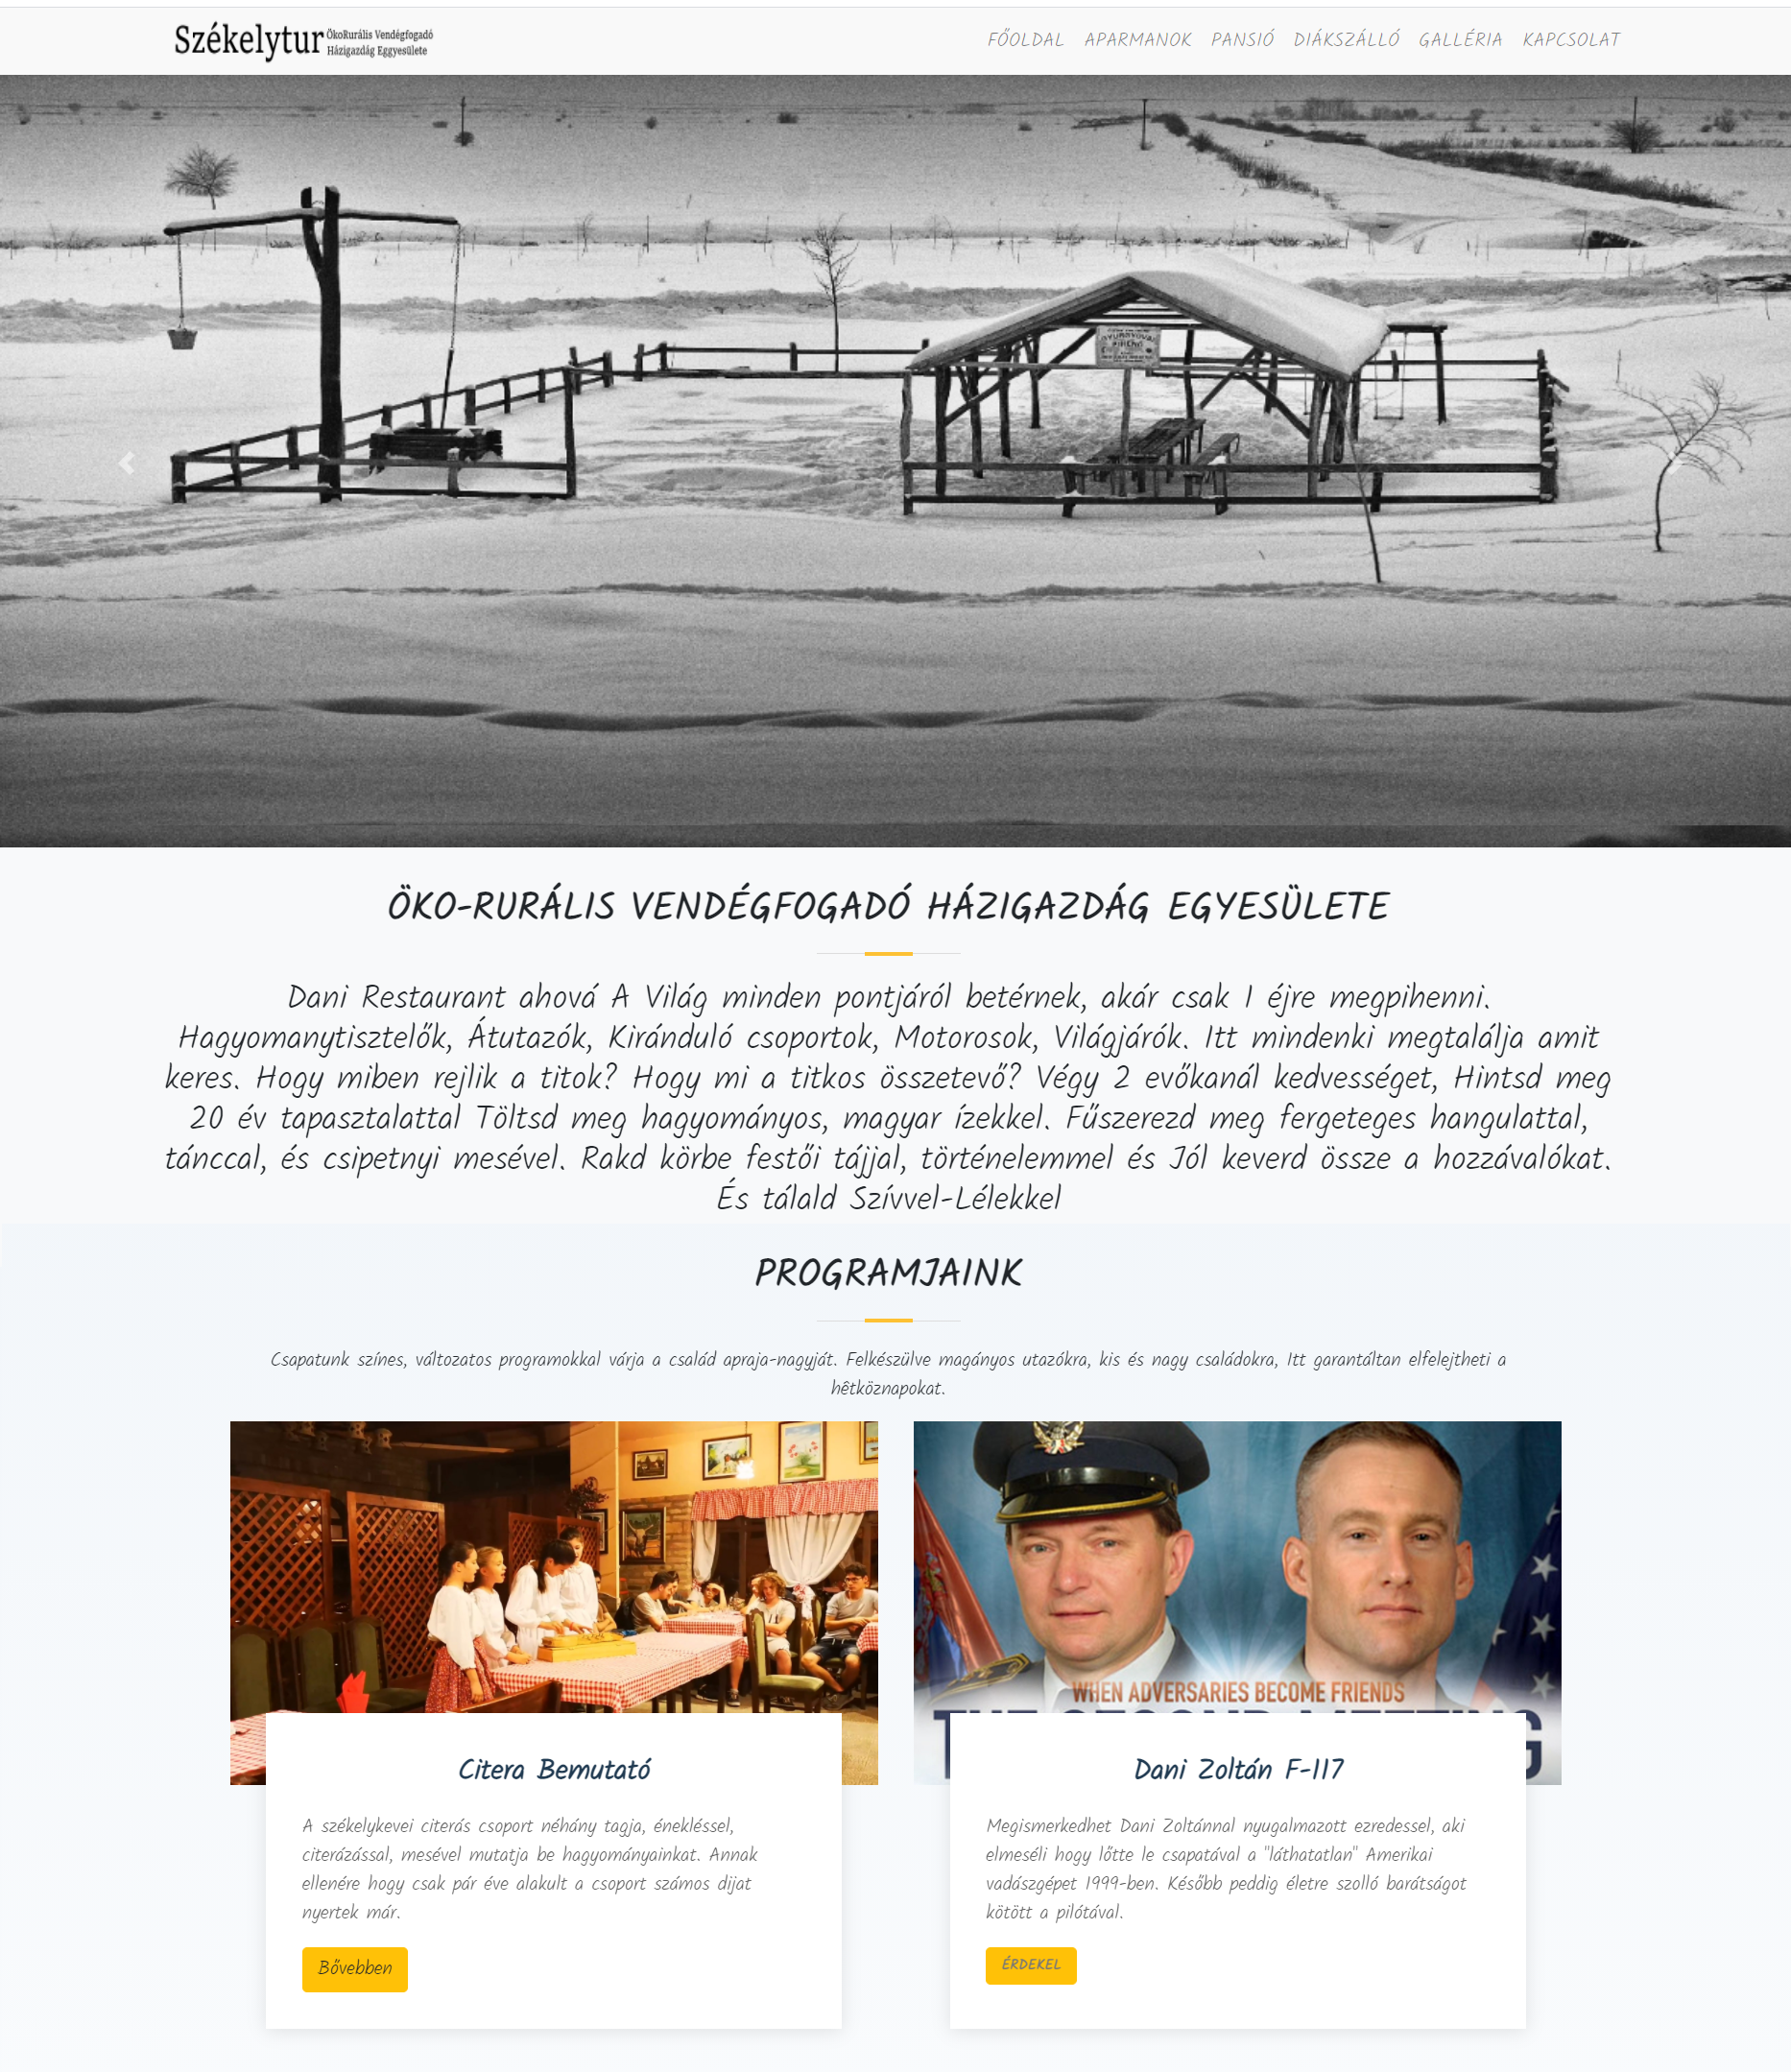 Székelytur
ÖkoRurális Vendégfogadó
Házigazdág Eggyesülete
FŐOLDAL APARMANOK PANSIÓ DIÁKSZÁLLÓ GALLÉRIA KAPCSOLAT
ÖKO-RURÁLIS VENDÉGFOGADÓ HÁZIGAZDÁG EGYESÜLETE
Dani Restaurant ahová A Világ minden pontjáról betérnek, akár csak 1 éjre megpihenni.
Hagyomanytisztelők, Átutazók, Kiránduló csoportok, Motorosok, Világjárók. Itt mindenki megtalálja amit
keres. Hogy miben rejlik a titok? Hogy mi a titkos összetevő? Végy 2 evőkanál kedvességet, Hintsd meg
20 év tapasztalattal Töltsd meg hagyományos, magyar ízekkel. Fűszerezd meg fergeteges hangulattal,
tánccal, és csipetnyi mesével. Rakd körbe festői tájjal, történelemmel és Jól keverd össze a hozzávalókat.
És tálald Szívvel-Lélekkel
PROGRAMJAINK
Csapatunk színes, változatos programokkal várja a család apraja-nagyját. Felkészülve magányos utazókra, kis és nagy családokra, Itt garantáltan elfelejtheti a
hêtköznapokat.
WHEN ADVERSARIES BECOME FRIENDS
Citera Bemutató
A székelykevei citerás csoport néhány tagja, énekléssel,
citerázással, mesével mutatja be hagyományainkat. Annak
ellenére hogy csak pár éve alakult a csoport számos dijat
nyertek már.
Bővebben
Dani Zoltán F-117
Megismerkedhet Dani Zoltánnal nyugalmazott ezredessel, aki
elmeséli hogy lőtte le csapatával a "láthatatlan" Amerikai
vadászgépet 1999-ben. Később peddig életre szolló barátságot
kötött a pilótával.
ÉRDEKEL